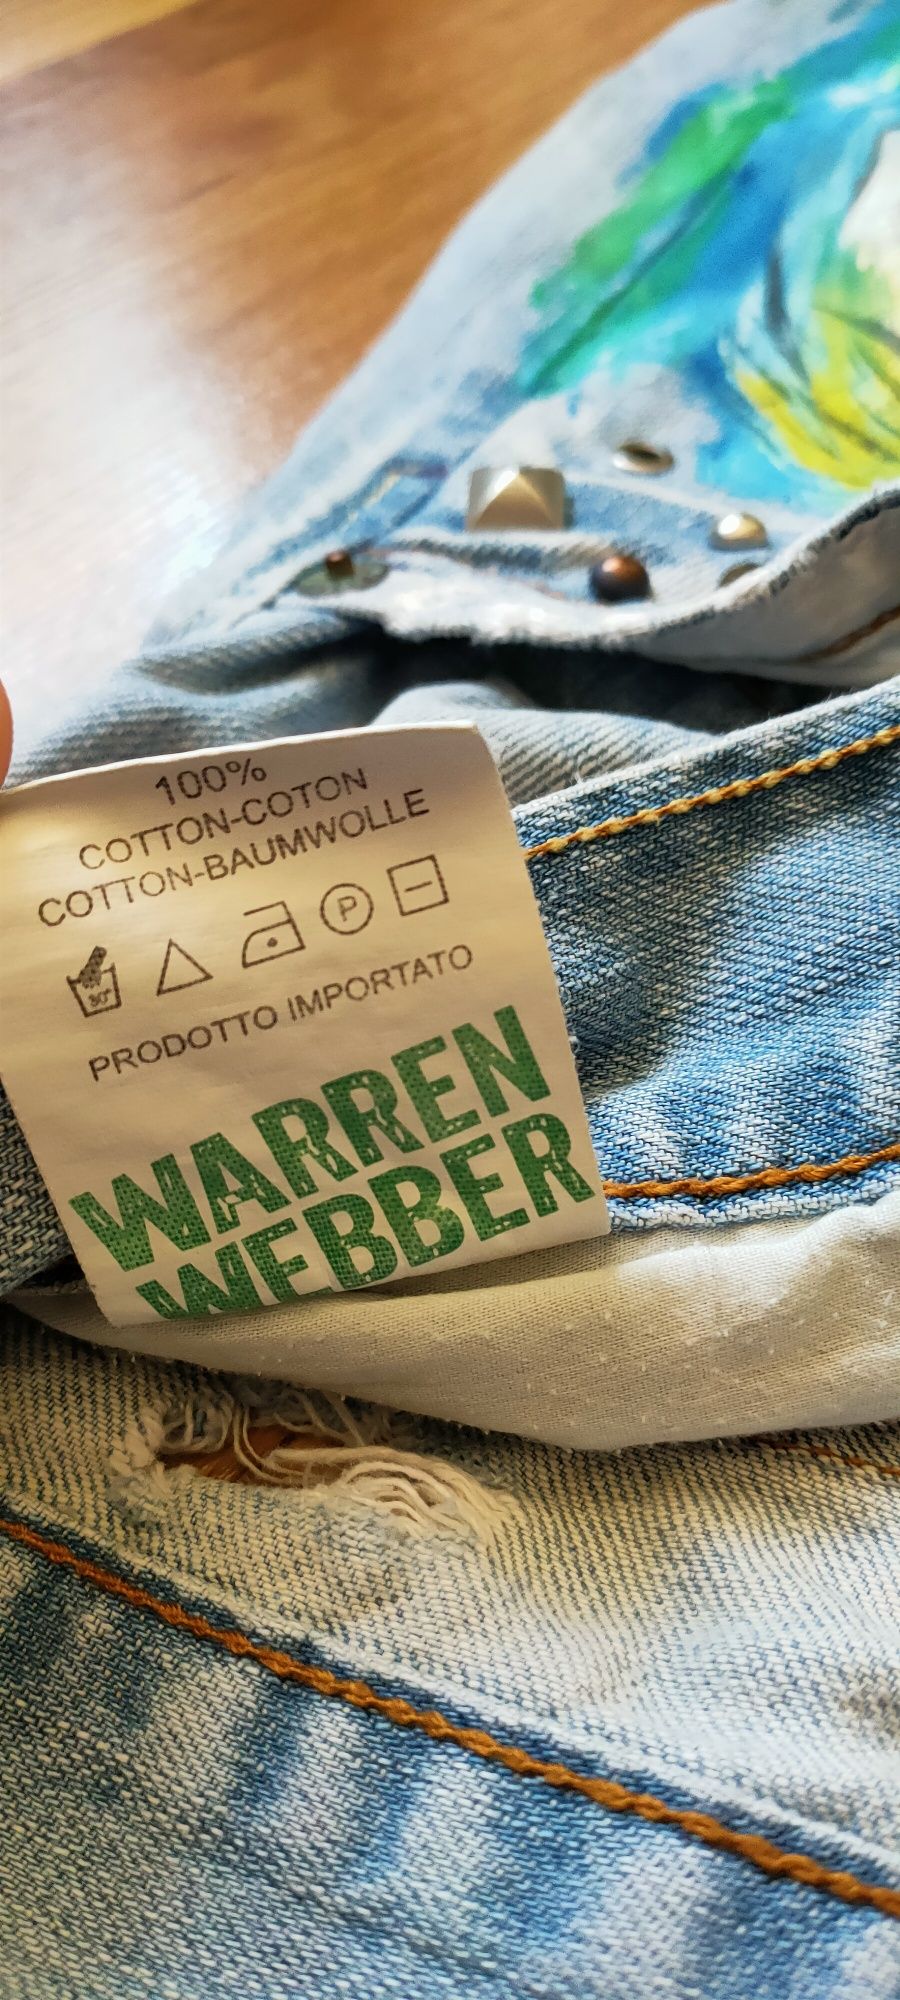 100%
COTTON-COTON
COTTON-BAUMWOLLE
30°
P
PRODOTTO IMPORTATO
WARREN
WEBBER